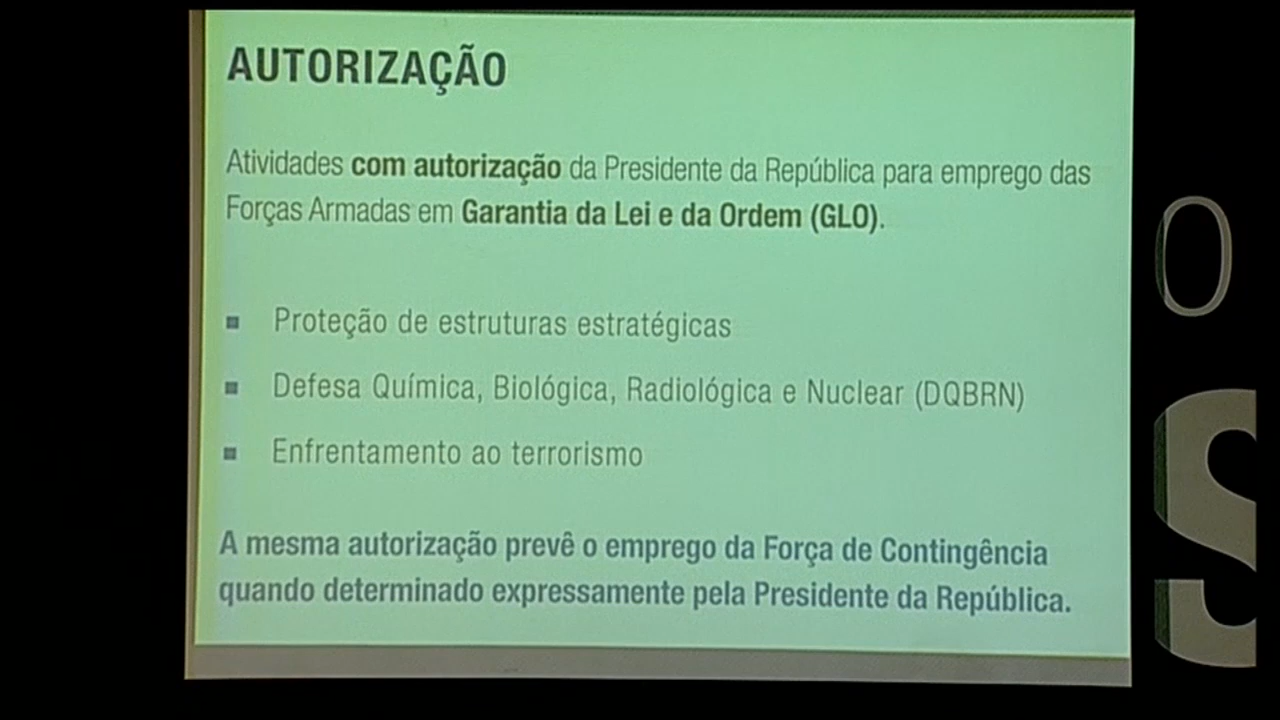 AUTORIZAÇÃO
Atividades com autorização da Presidente da República para emprego das
Forças Armadas em Garantia da Lei e da Ordem (GLO).
▪ Proteção de estruturas estratégicas
▪ Defesa Química, Biológica, Radiológica e Nuclear (DQBRN)
▪ Enfrentamento ao terrorismo
A mesma autorização prevê o emprego da Força de Contingência
quando determinado expressamente pela Presidente da República.
O
S